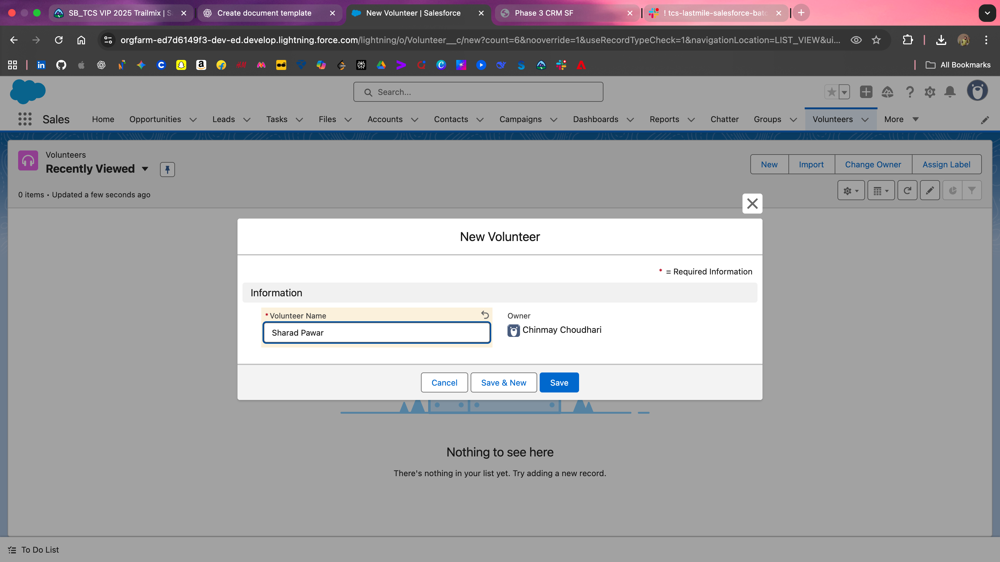 SB_TCS VIP 2025 Trailmix | S
Create document template
New Volunteer | Salesforce
Phase 3 CRM SF
! tcs-lastmile-salesforce-batc
orgfarm-ed7d6149f3-dev-ed.develop.lightning.force.com/lightning/o/Volunteer__c/new?count=6&nooverride=1&useRecordTypeCheck=1&navigationLocation=LIST_VIEW&ui...
All Bookmarks
Search...
Sales Home Opportunities Leads Tasks Files Accounts Contacts Campaigns Dashboards Reports Chatter Groups Volunteers More
Volunteers
Recently Viewed
New Import Change Owner Assign Label
0 items • Updated a few seconds ago
New Volunteer
* = Required Information
Information
* Volunteer Name
Sharad Pawar
Owner
Chinmay Choudhari
Cancel
Save & New
Save
Nothing to see here
There's nothing in your list yet. Try adding a new record.
To Do List